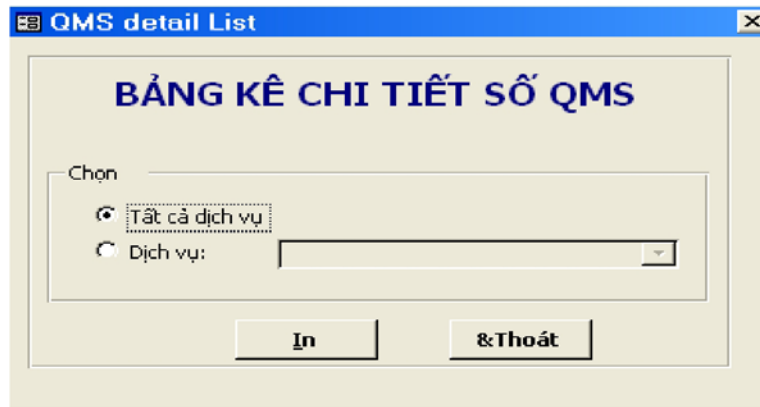 QMS detail List
BẢNG KÊ CHI TIẾT SỐ QMS
Chọn
Tất cả dịch vụ
Dịch vụ:
In &Thoát